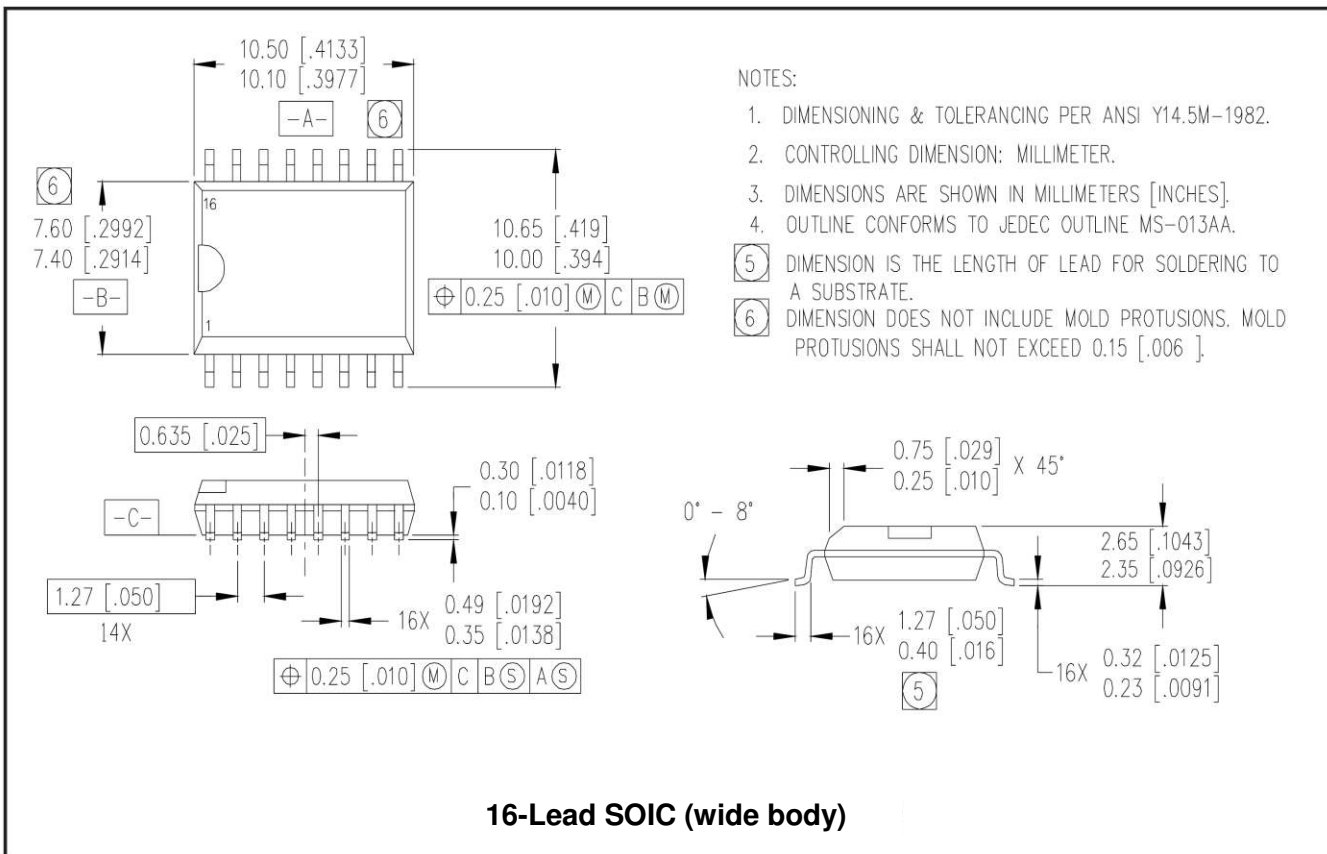 10.50 [.4133]
10.10 [.3977]
-A-
6
6
7.60 [.2992]
7.40 [.2914]
-B-
16
1
10.65 [.419]
10.00 [.394]
⌖ 0.25 [.010] Ⓜ C B Ⓜ
NOTES:
1. DIMENSIONING & TOLERANCING PER ANSI Y14.5M-1982.
2. CONTROLLING DIMENSION: MILLIMETER.
3. DIMENSIONS ARE SHOWN IN MILLIMETERS [INCHES].
4. OUTLINE CONFORMS TO JEDEC OUTLINE MS-013AA.
5 DIMENSION IS THE LENGTH OF LEAD FOR SOLDERING TO
A SUBSTRATE.
6 DIMENSION DOES NOT INCLUDE MOLD PROTUSIONS. MOLD
PROTUSIONS SHALL NOT EXCEED 0.15 [.006 ].
0.635 [.025]
-C-
0.30 [.0118]
0.10 [.0040]
1.27 [.050]
14X
16X
0.49 [.0192]
0.35 [.0138]
⌖ 0.25 [.010] Ⓜ C B Ⓢ A Ⓢ
0.75 [.029]
0.25 [.010]
X 45°
0° - 8°
2.65 [.1043]
2.35 [.0926]
16X
1.27 [.050]
0.40 [.016]
5
16X
0.32 [.0125]
0.23 [.0091]
16-Lead SOIC (wide body)